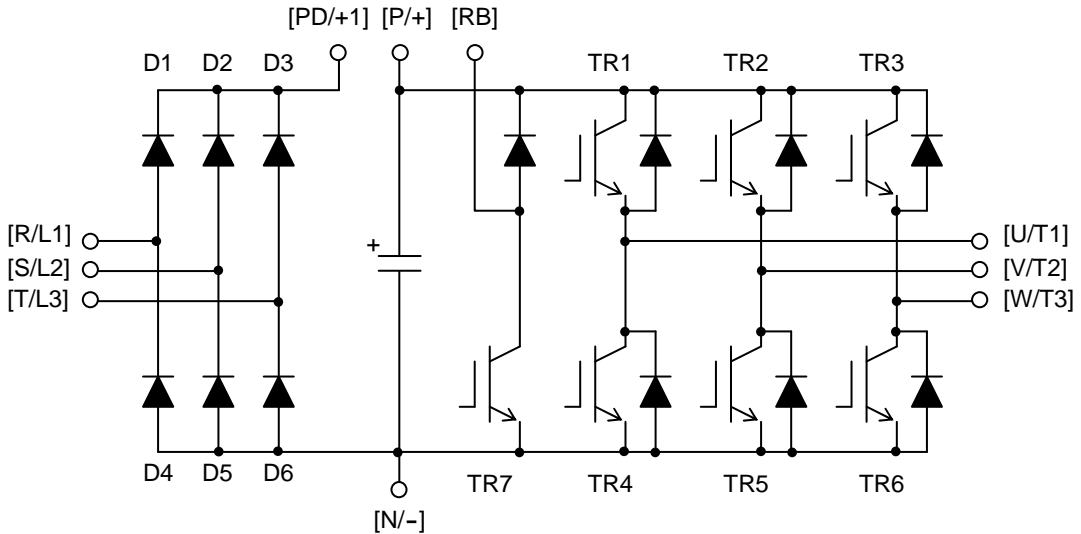 [PD/+1] [P/+] [RB]
D1 D2 D3 TR1 TR2 TR3
[R/L1] [U/T1]
+
[S/L2] [V/T2]
[T/L3] [W/T3]
D4 D5 D6 TR7 TR4 TR5 TR6
[N/−]